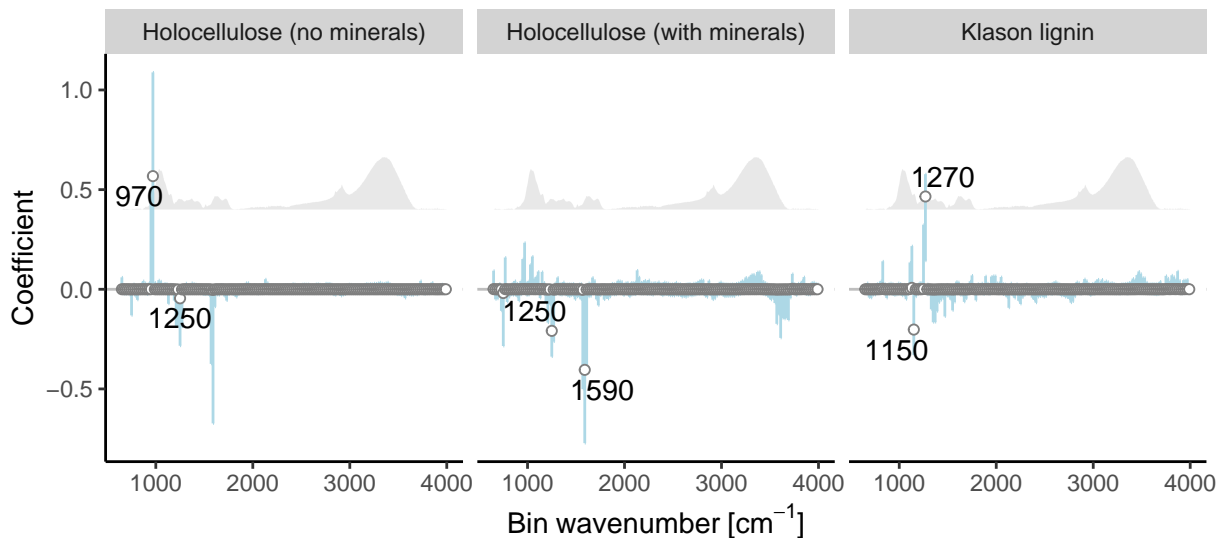 Holocellulose (no minerals) Holocellulose (with minerals) Klason lignin
Coefficient
1.0
0.5
0.0
−0.5
970
1250
1250
1590
1270
1150
1000 2000 3000 4000 1000 2000 3000 4000 1000 2000 3000 4000
Bin wavenumber [cm⁻¹]